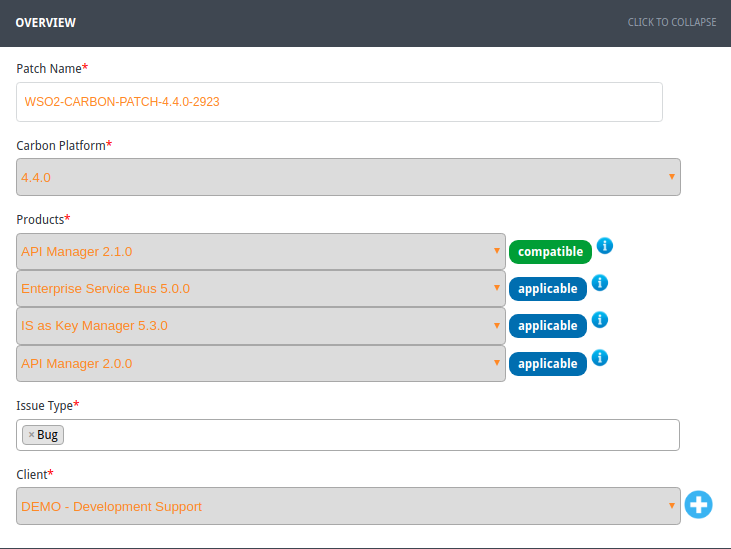 OVERVIEW CLICK TO COLLAPSE
Patch Name*
WSO2-CARBON-PATCH-4.4.0-2923
Carbon Platform*
4.4.0
Products*
API Manager 2.1.0 compatible i
Enterprise Service Bus 5.0.0 applicable i
IS as Key Manager 5.3.0 applicable i
API Manager 2.0.0 applicable i
Issue Type*
× Bug
Client*
DEMO - Development Support